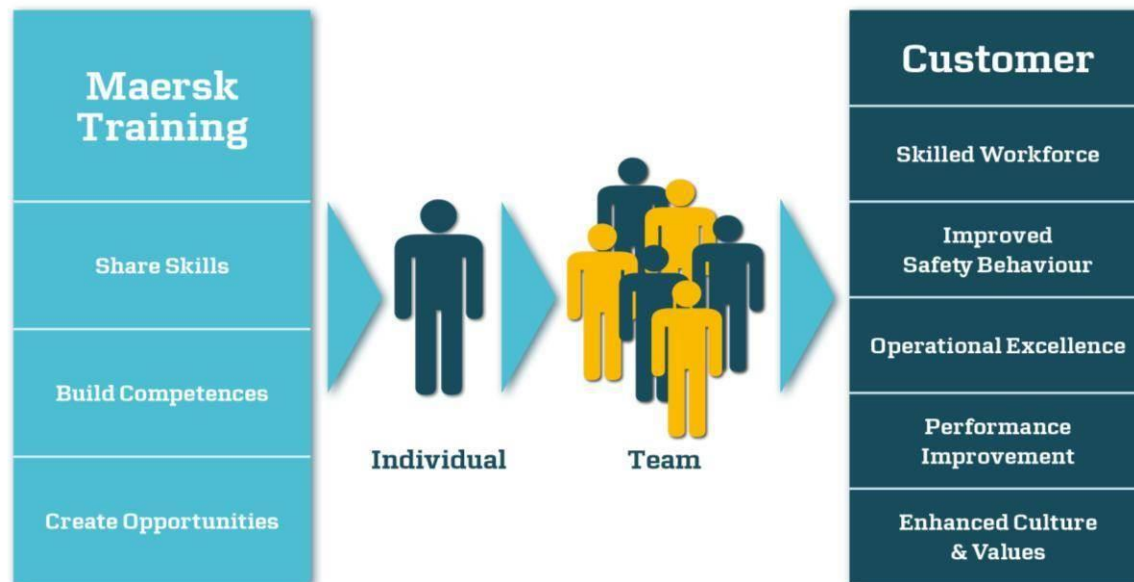 Maersk
Training
Share Skills
Build Competences
Create Opportunities
Individual
Team
Customer
Skilled Workforce
Improved
Safety Behaviour
Operational Excellence
Performance
Improvement
Enhanced Culture
& Values